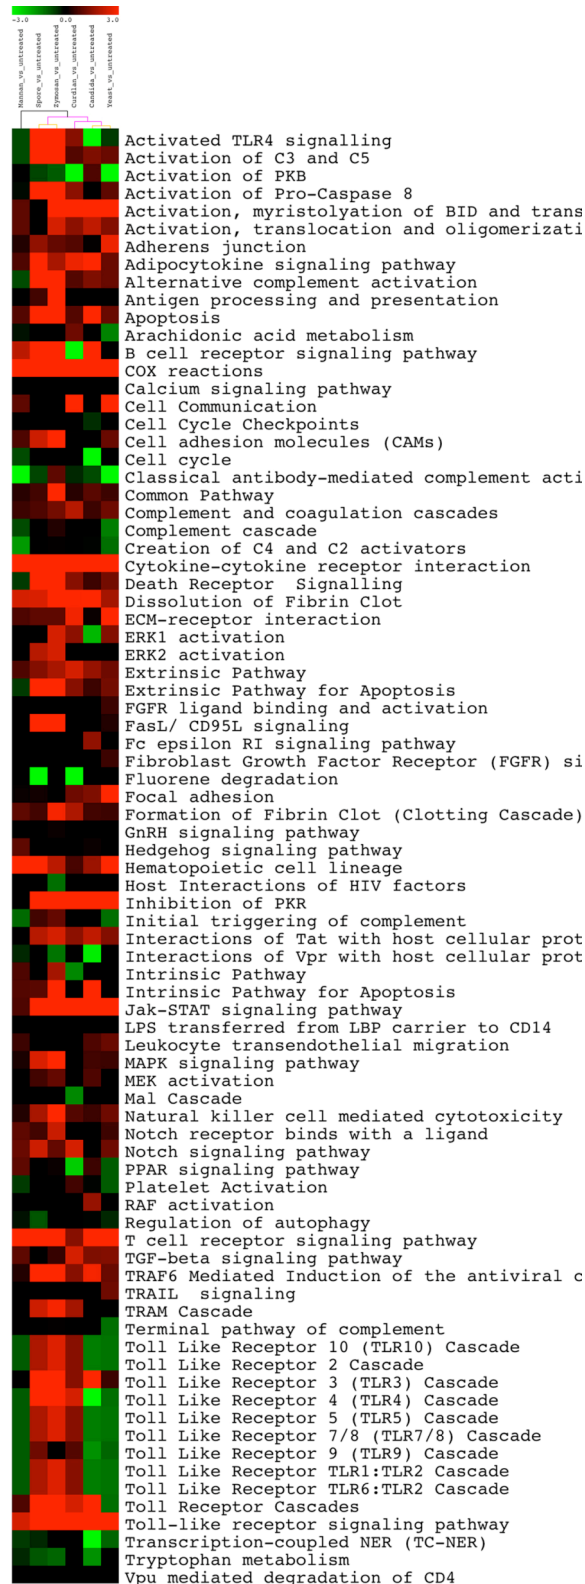 -3.0 0.0 3.0
Mannan_vs_untreated
Spore_vs_untreated
Zymosan_vs_untreated
Curdlan_vs_untreated
Candida_vs_untreated
Yeast_vs_untreated
Activated TLR4 signalling
Activation of C3 and C5
Activation of PKB
Activation of Pro-Caspase 8
Activation, myristolyation of BID and trans
Activation, translocation and oligomerizati
Adherens junction
Adipocytokine signaling pathway
Alternative complement activation
Antigen processing and presentation
Apoptosis
Arachidonic acid metabolism
B cell receptor signaling pathway
COX reactions
Calcium signaling pathway
Cell Communication
Cell Cycle Checkpoints
Cell adhesion molecules (CAMs)
Cell cycle
Classical antibody-mediated complement acti
Common Pathway
Complement and coagulation cascades
Complement cascade
Creation of C4 and C2 activators
Cytokine-cytokine receptor interaction
Death Receptor  Signalling
Dissolution of Fibrin Clot
ECM-receptor interaction
ERK1 activation
ERK2 activation
Extrinsic Pathway
Extrinsic Pathway for Apoptosis
FGFR ligand binding and activation
FasL/ CD95L signaling
Fc epsilon RI signaling pathway
Fibroblast Growth Factor Receptor (FGFR) si
Fluorene degradation
Focal adhesion
Formation of Fibrin Clot (Clotting Cascade)
GnRH signaling pathway
Hedgehog signaling pathway
Hematopoietic cell lineage
Host Interactions of HIV factors
Inhibition of PKR
Initial triggering of complement
Interactions of Tat with host cellular prot
Interactions of Vpr with host cellular prot
Intrinsic Pathway
Intrinsic Pathway for Apoptosis
Jak-STAT signaling pathway
LPS transferred from LBP carrier to CD14
Leukocyte transendothelial migration
MAPK signaling pathway
MEK activation
Mal Cascade
Natural killer cell mediated cytotoxicity
Notch receptor binds with a ligand
Notch signaling pathway
PPAR signaling pathway
Platelet Activation
RAF activation
Regulation of autophagy
T cell receptor signaling pathway
TGF-beta signaling pathway
TRAF6 Mediated Induction of the antiviral c
TRAIL  signaling
TRAM Cascade
Terminal pathway of complement
Toll Like Receptor 10 (TLR10) Cascade
Toll Like Receptor 2 Cascade
Toll Like Receptor 3 (TLR3) Cascade
Toll Like Receptor 4 (TLR4) Cascade
Toll Like Receptor 5 (TLR5) Cascade
Toll Like Receptor 7/8 (TLR7/8) Cascade
Toll Like Receptor 9 (TLR9) Cascade
Toll Like Receptor TLR1:TLR2 Cascade
Toll Like Receptor TLR6:TLR2 Cascade
Toll Receptor Cascades
Toll-like receptor signaling pathway
Transcription-coupled NER (TC-NER)
Tryptophan metabolism
Vpu mediated degradation of CD4